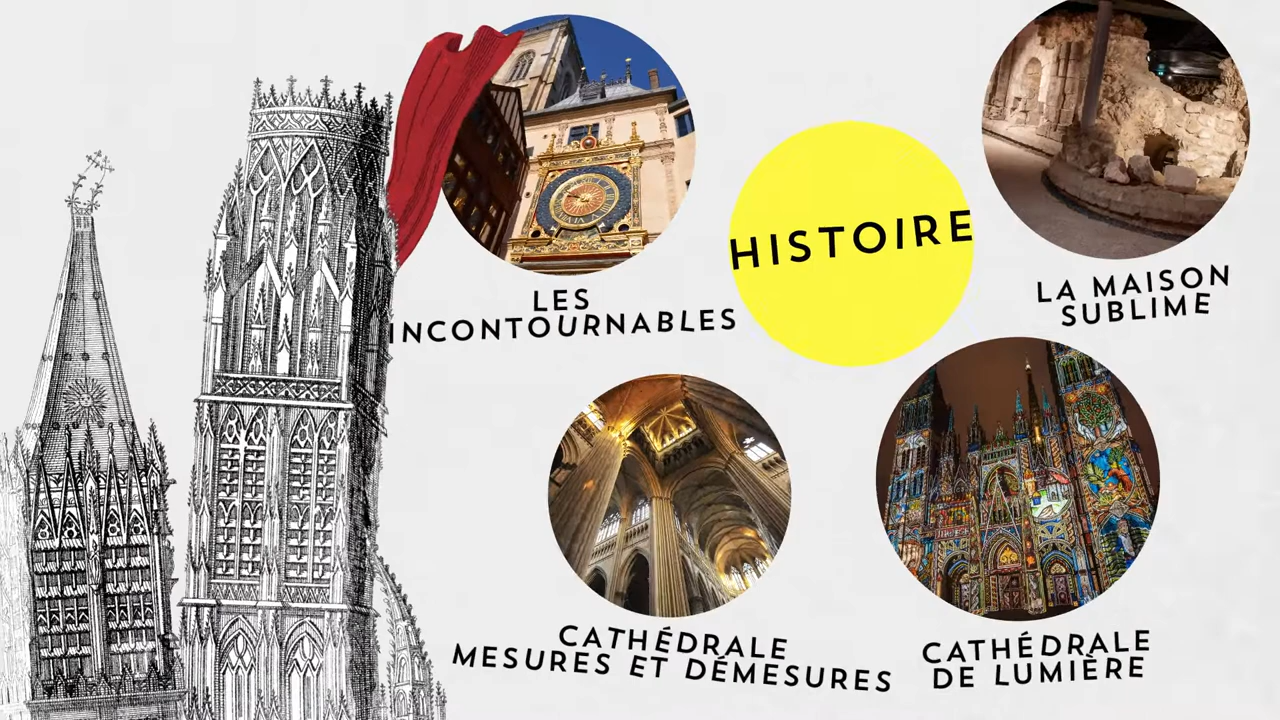 LES
INCONTOURNABLES
HISTOIRE
LA MAISON
SUBLIME
CATHÉDRALE
MESURES ET DÉMESURES
CATHÉDRALE
DE LUMIÈRE